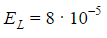 E_L = 8 · 10^{-5}